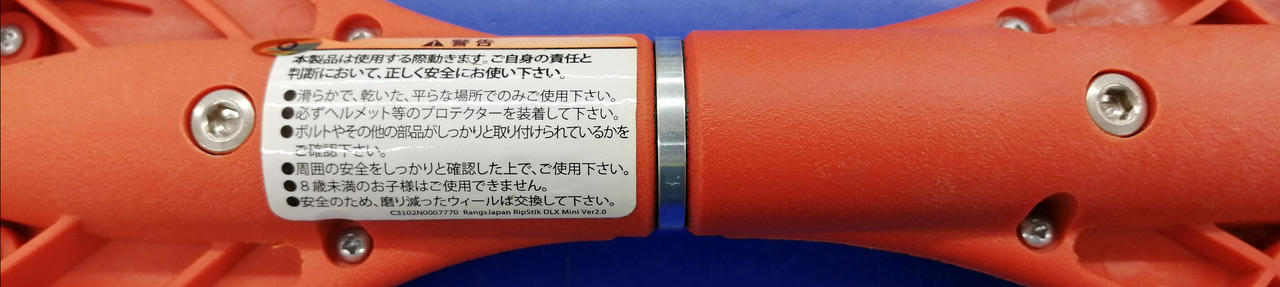 ⚠警告
本製品は使用する際動きます。ご自身の責任と
判断において、正しく安全にお使い下さい。
●滑らかで、乾いた、平らな場所でのみご使用下さい。
●必ずヘルメット等のプロテクターを装着して下さい。
●ボルトやその他の部品がしっかりと取り付けられているかを
ご確認下さい。
●周囲の安全をしっかりと確認した上で、ご使用下さい。
●8歳未満のお子様はご使用できません。
●安全のため、磨り減ったウィールば交換して下さい。
C3102N0007770 RangsJapan RipStik DLX Mini Ver2.0